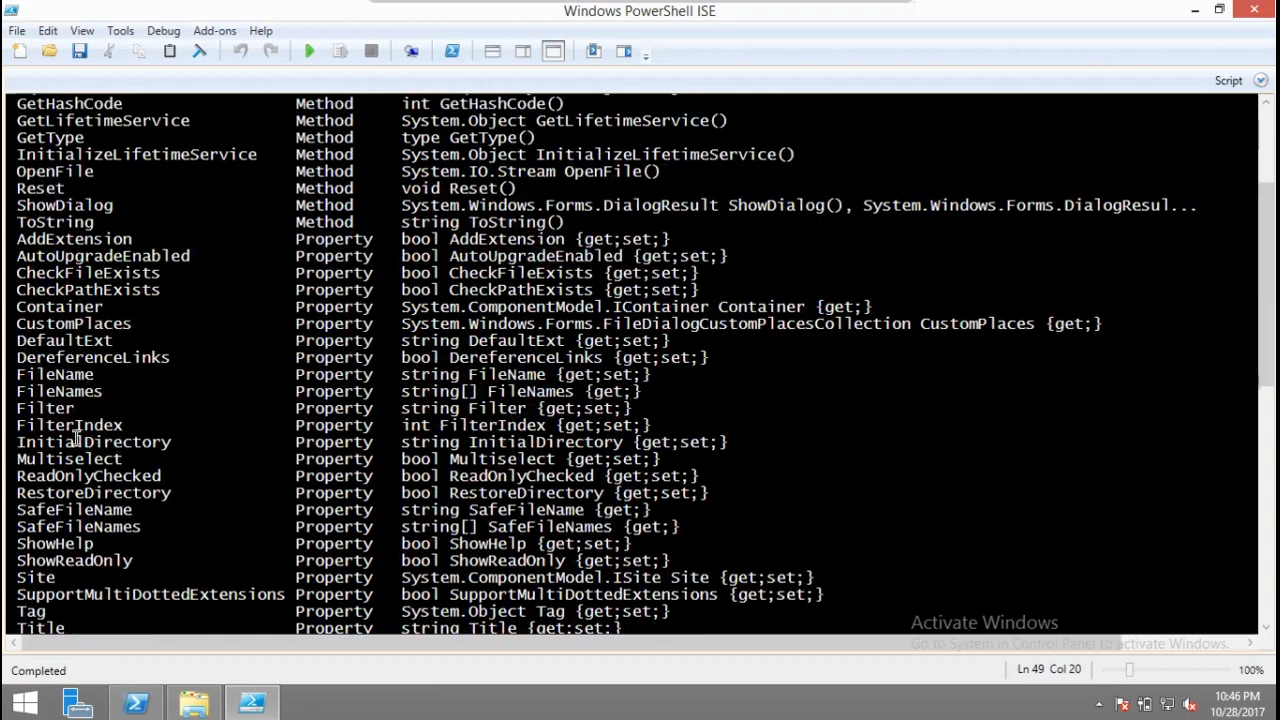 Windows PowerShell ISE
File Edit View Tools Debug Add-ons Help
Script
GetHashCode Method int GetHashCode()
GetLifetimeService Method System.Object GetLifetimeService()
GetType Method type GetType()
InitializeLifetimeService Method System.Object InitializeLifetimeService()
OpenFile Method System.IO.Stream OpenFile()
Reset Method void Reset()
ShowDialog Method System.Windows.Forms.DialogResult ShowDialog(), System.Windows.Forms.DialogResul...
ToString Method string ToString()
AddExtension Property bool AddExtension {get;set;}
AutoUpgradeEnabled Property bool AutoUpgradeEnabled {get;set;}
CheckFileExists Property bool CheckFileExists {get;set;}
CheckPathExists Property bool CheckPathExists {get;set;}
Container Property System.ComponentModel.IContainer Container {get;}
CustomPlaces Property System.Windows.Forms.FileDialogCustomPlacesCollection CustomPlaces {get;}
DefaultExt Property string DefaultExt {get;set;}
DereferenceLinks Property bool DereferenceLinks {get;set;}
FileName Property string FileName {get;set;}
FileNames Property string[] FileNames {get;}
Filter Property string Filter {get;set;}
FilterIndex Property int FilterIndex {get;set;}
InitialDirectory Property string InitialDirectory {get;set;}
Multiselect Property bool Multiselect {get;set;}
ReadOnlyChecked Property bool ReadOnlyChecked {get;set;}
RestoreDirectory Property bool RestoreDirectory {get;set;}
SafeFileName Property string SafeFileName {get;}
SafeFileNames Property string[] SafeFileNames {get;}
ShowHelp Property bool ShowHelp {get;set;}
ShowReadOnly Property bool ShowReadOnly {get;set;}
Site Property System.ComponentModel.ISite Site {get;set;}
SupportMultiDottedExtensions Property bool SupportMultiDottedExtensions {get;set;}
Tag Property System.Object Tag {get;set;}
Title Property string Title {get;set;}
Activate Windows
Go to System in Control Panel to activate Windows.
Completed Ln 49 Col 20 100%
10:46 PM
10/28/2017